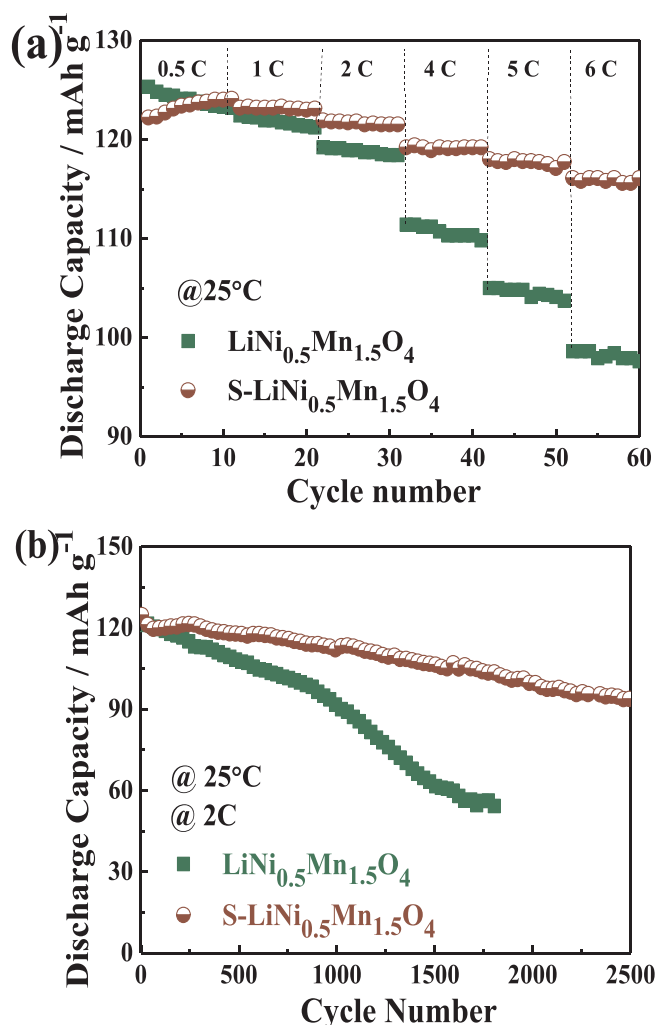 (a)
Discharge Capacity / mAh g⁻¹
130
120
110
100
90
0.5 C 1 C 2 C 4 C 5 C 6 C
@25°C
LiNi₀.₅Mn₁.₅O₄
S-LiNi₀.₅Mn₁.₅O₄
0 10 20 30 40 50 60
Cycle number
(b)
Discharge Capacity / mAh g⁻¹
150
120
90
60
30
0
@ 25°C
@ 2C
LiNi₀.₅Mn₁.₅O₄
S-LiNi₀.₅Mn₁.₅O₄
0 500 1000 1500 2000 2500
Cycle Number